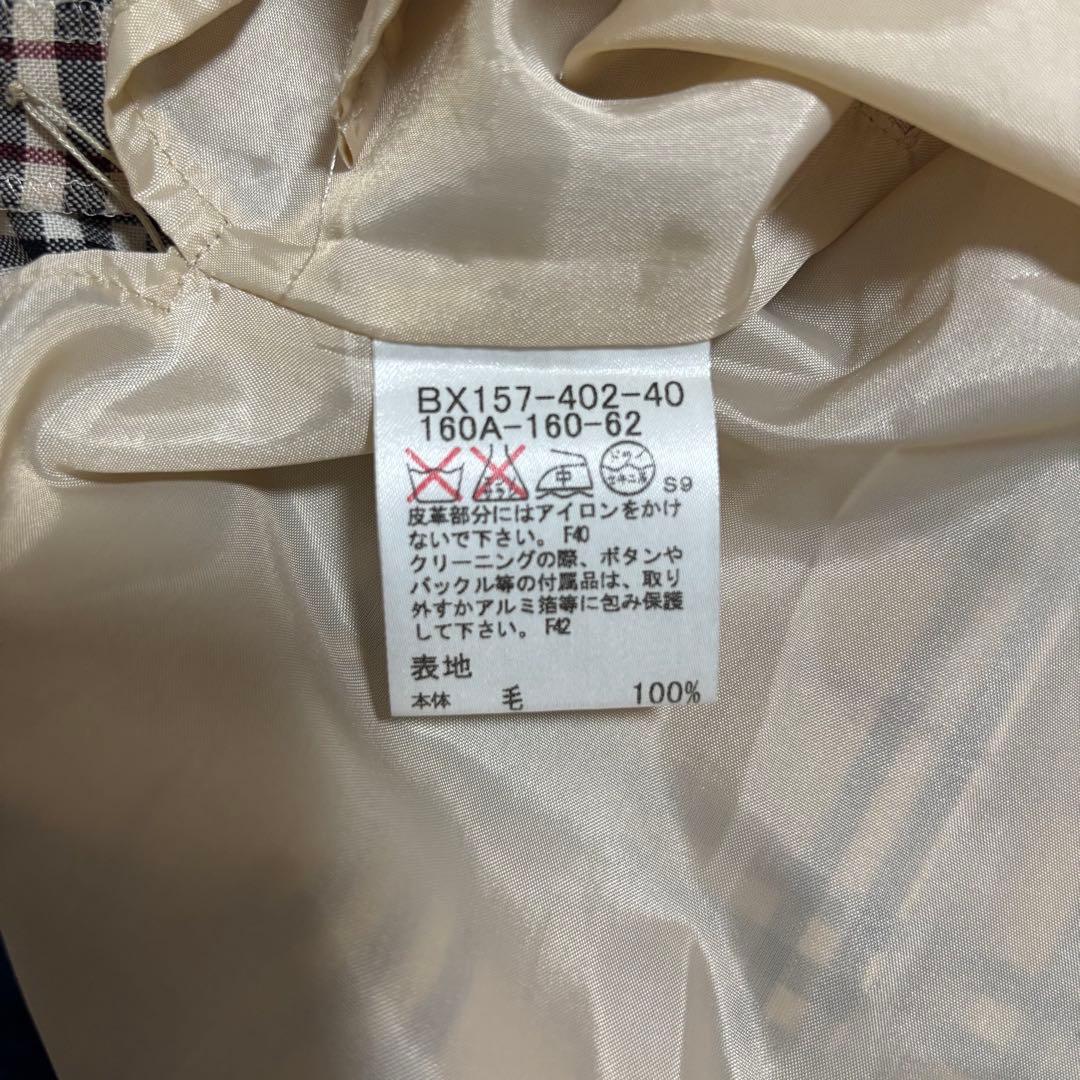 BX157-402-40
160A-160-62
中
S9
皮革部分にはアイロンをかけ
ないで下さい。 F40
クリーニングの際、ボタンや
バックル等の付属品は、取り
外すかアルミ箔等に包み保護
して下さい。 F42
表地
本体 毛 100%